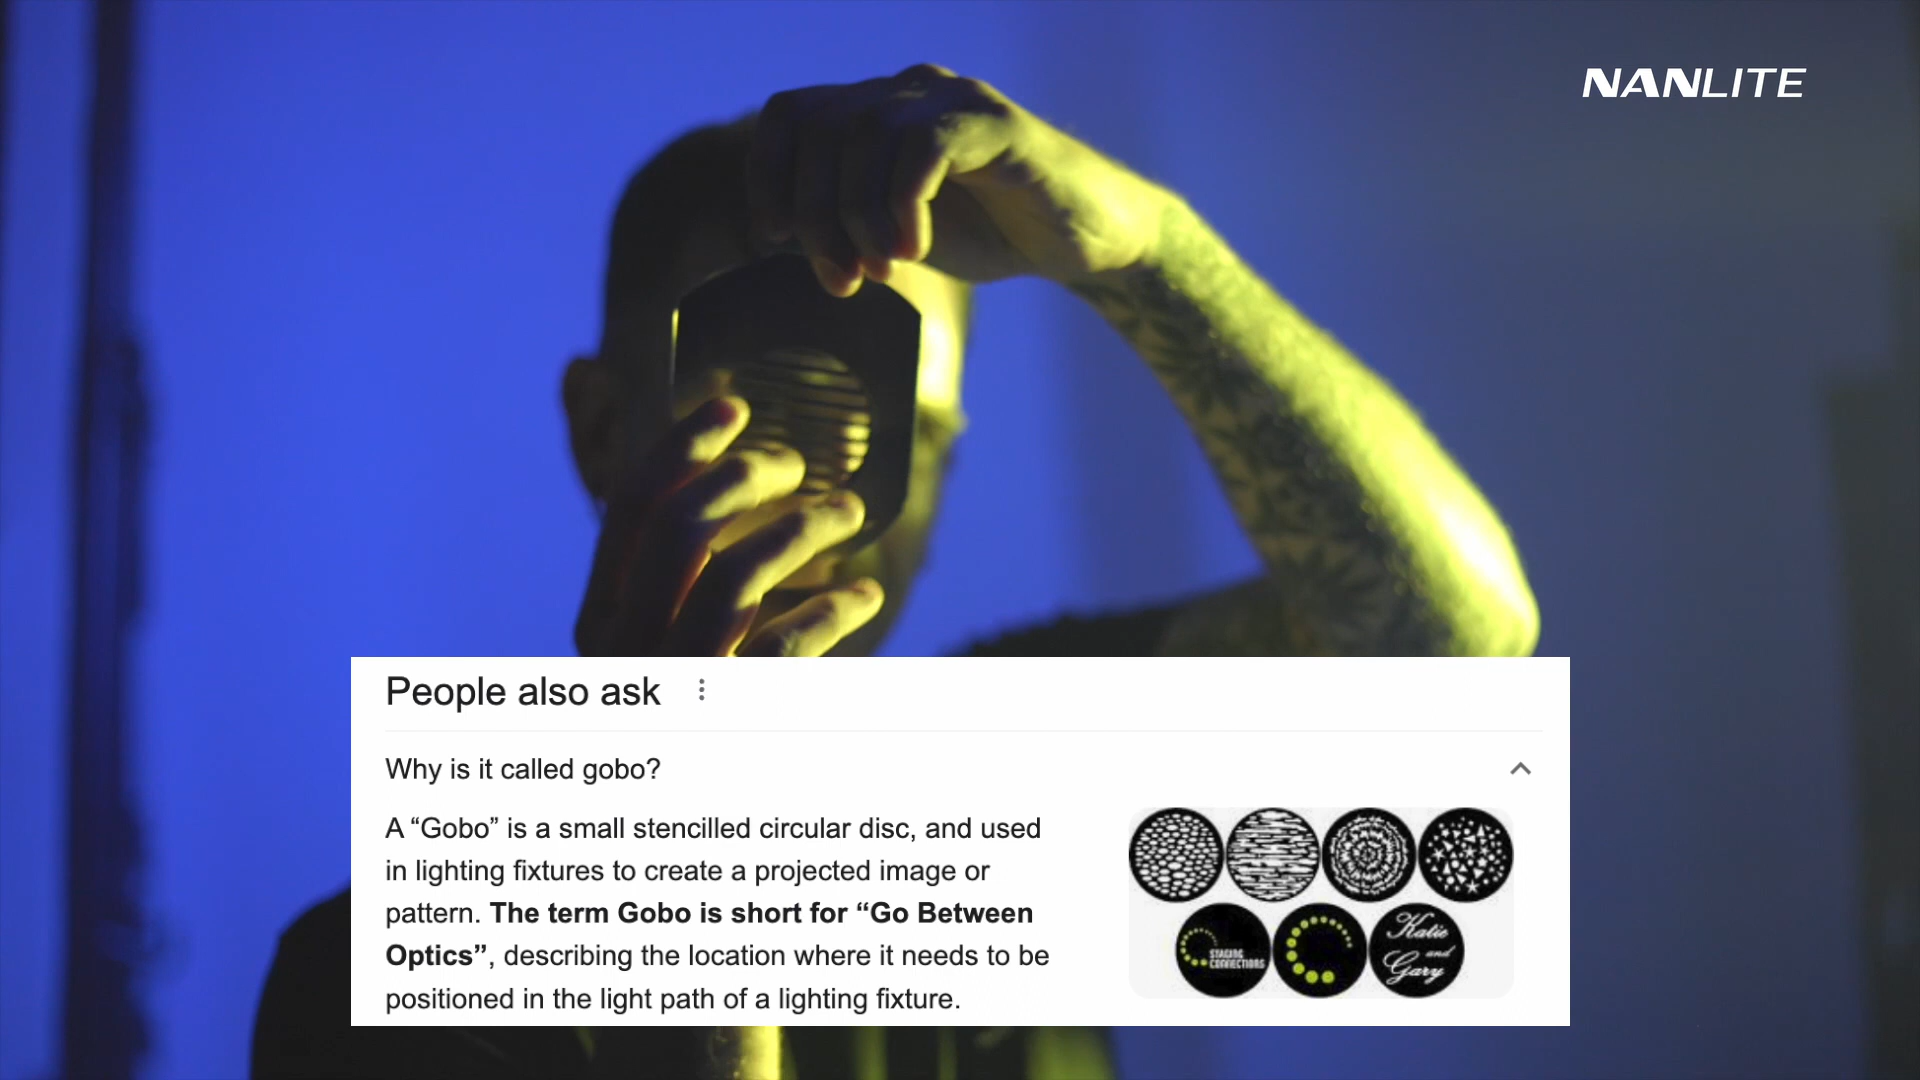 NANLITE
People also ask
Why is it called gobo?
A “Gobo” is a small stencilled circular disc, and used
in lighting fixtures to create a projected image or
pattern. The term Gobo is short for “Go Between
Optics”, describing the location where it needs to be
positioned in the light path of a lighting fixture.
STAGING
CONNECTIONS
Katie
and
Gary